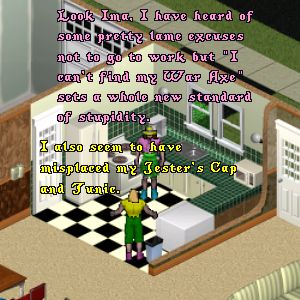 Look Ima, I have heard of
some pretty lame excuses
not to go to work but "I
can't find my War Axe"
sets a whole new standard
of stupidity.
I also seem to have
misplaced my Jester's Cap
and Tunic.